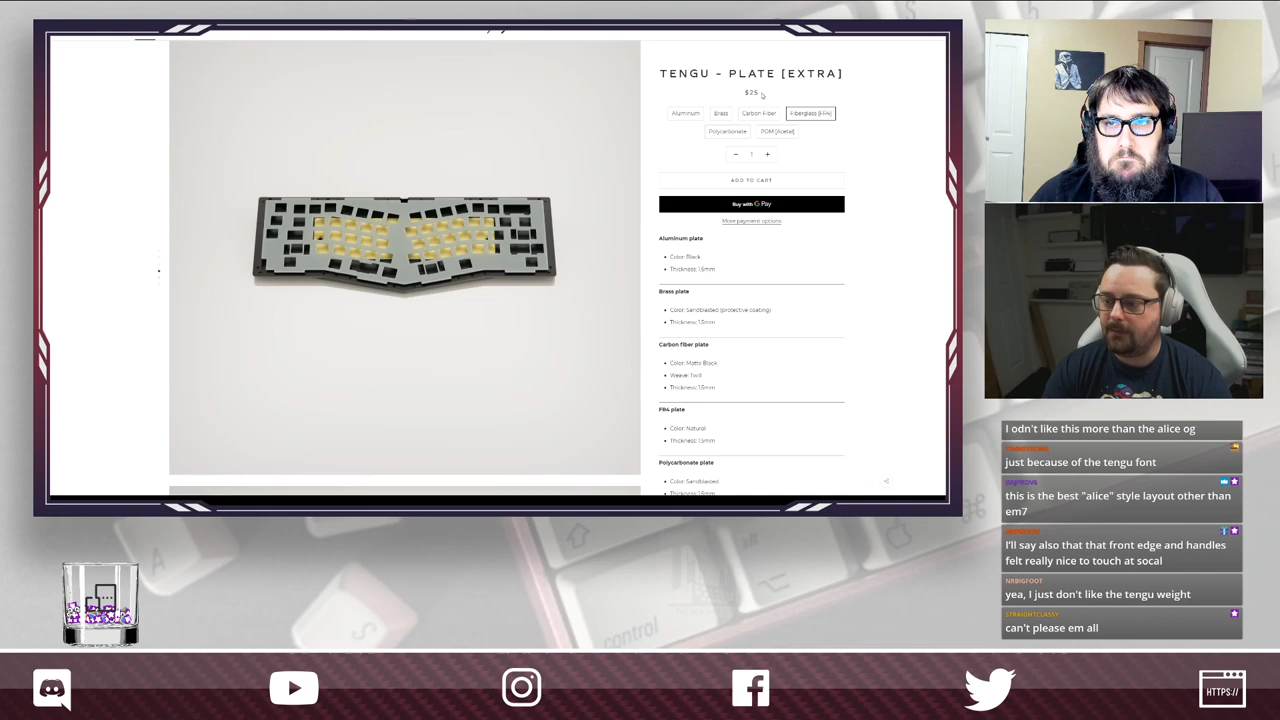 TENGU - PLATE [EXTRA]
$25
Aluminum
Brass
Carbon Fiber
Fiberglass [FR4]
Polycarbonate
POM [Acetal]
1
ADD TO CART
Buy with G Pay
More payment options
Aluminum plate
Color: Black
Thickness: 1.5mm
Brass plate
Color: Sandblasted (protective coating)
Thickness: 1.5mm
Carbon fiber plate
Color: Matte Black
Weave: Twill
Thickness: 1.5mm
FR4 plate
Color: Natural
Thickness: 1.5mm
Polycarbonate plate
Color: Sandblasted
Thickness: 1.5mm
I odn't like this more than the alice og
just because of the tengu font
this is the best "alice" style layout other than
em7
I'll say also that that front edge and handles
felt really nice to touch at socal
NRBIGFOOT
yea, I just don't like the tengu weight
STRAIGHTCLASSY
can't please em all
control
HTTPS://